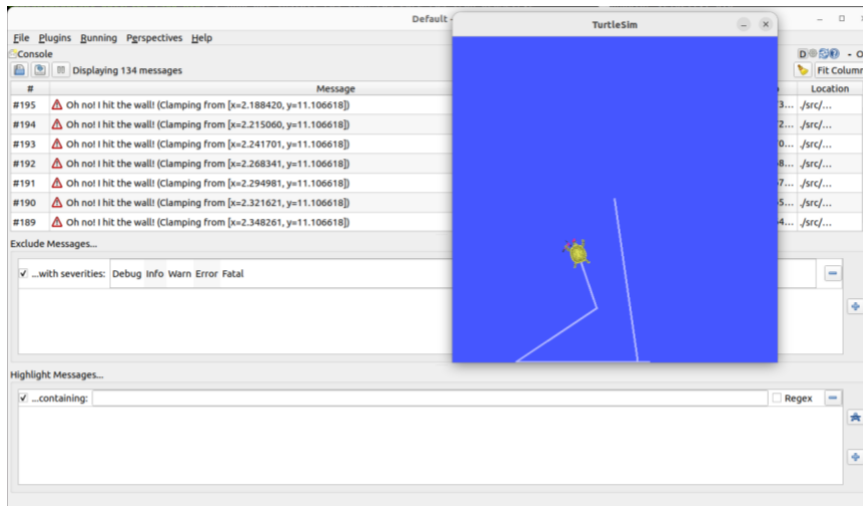 Default -
TurtleSim
File Plugins Running Perspectives Help
Console
D
Displaying 134 messages
Fit Column
# Message Location
#195 Oh no! I hit the wall! (Clamping from [x=2.188420, y=11.106618]) ./src/...
#194 Oh no! I hit the wall! (Clamping from [x=2.215060, y=11.106618]) ./src/...
#193 Oh no! I hit the wall! (Clamping from [x=2.241701, y=11.106618]) ./src/...
#192 Oh no! I hit the wall! (Clamping from [x=2.268341, y=11.106618]) ./src/...
#191 Oh no! I hit the wall! (Clamping from [x=2.294981, y=11.106618]) ./src/...
#190 Oh no! I hit the wall! (Clamping from [x=2.321621, y=11.106618]) ./src/...
#189 Oh no! I hit the wall! (Clamping from [x=2.348261, y=11.106618]) ./src/...
Exclude Messages...
...with severities: Debug Info Warn Error Fatal
Highlight Messages...
...containing: Regex